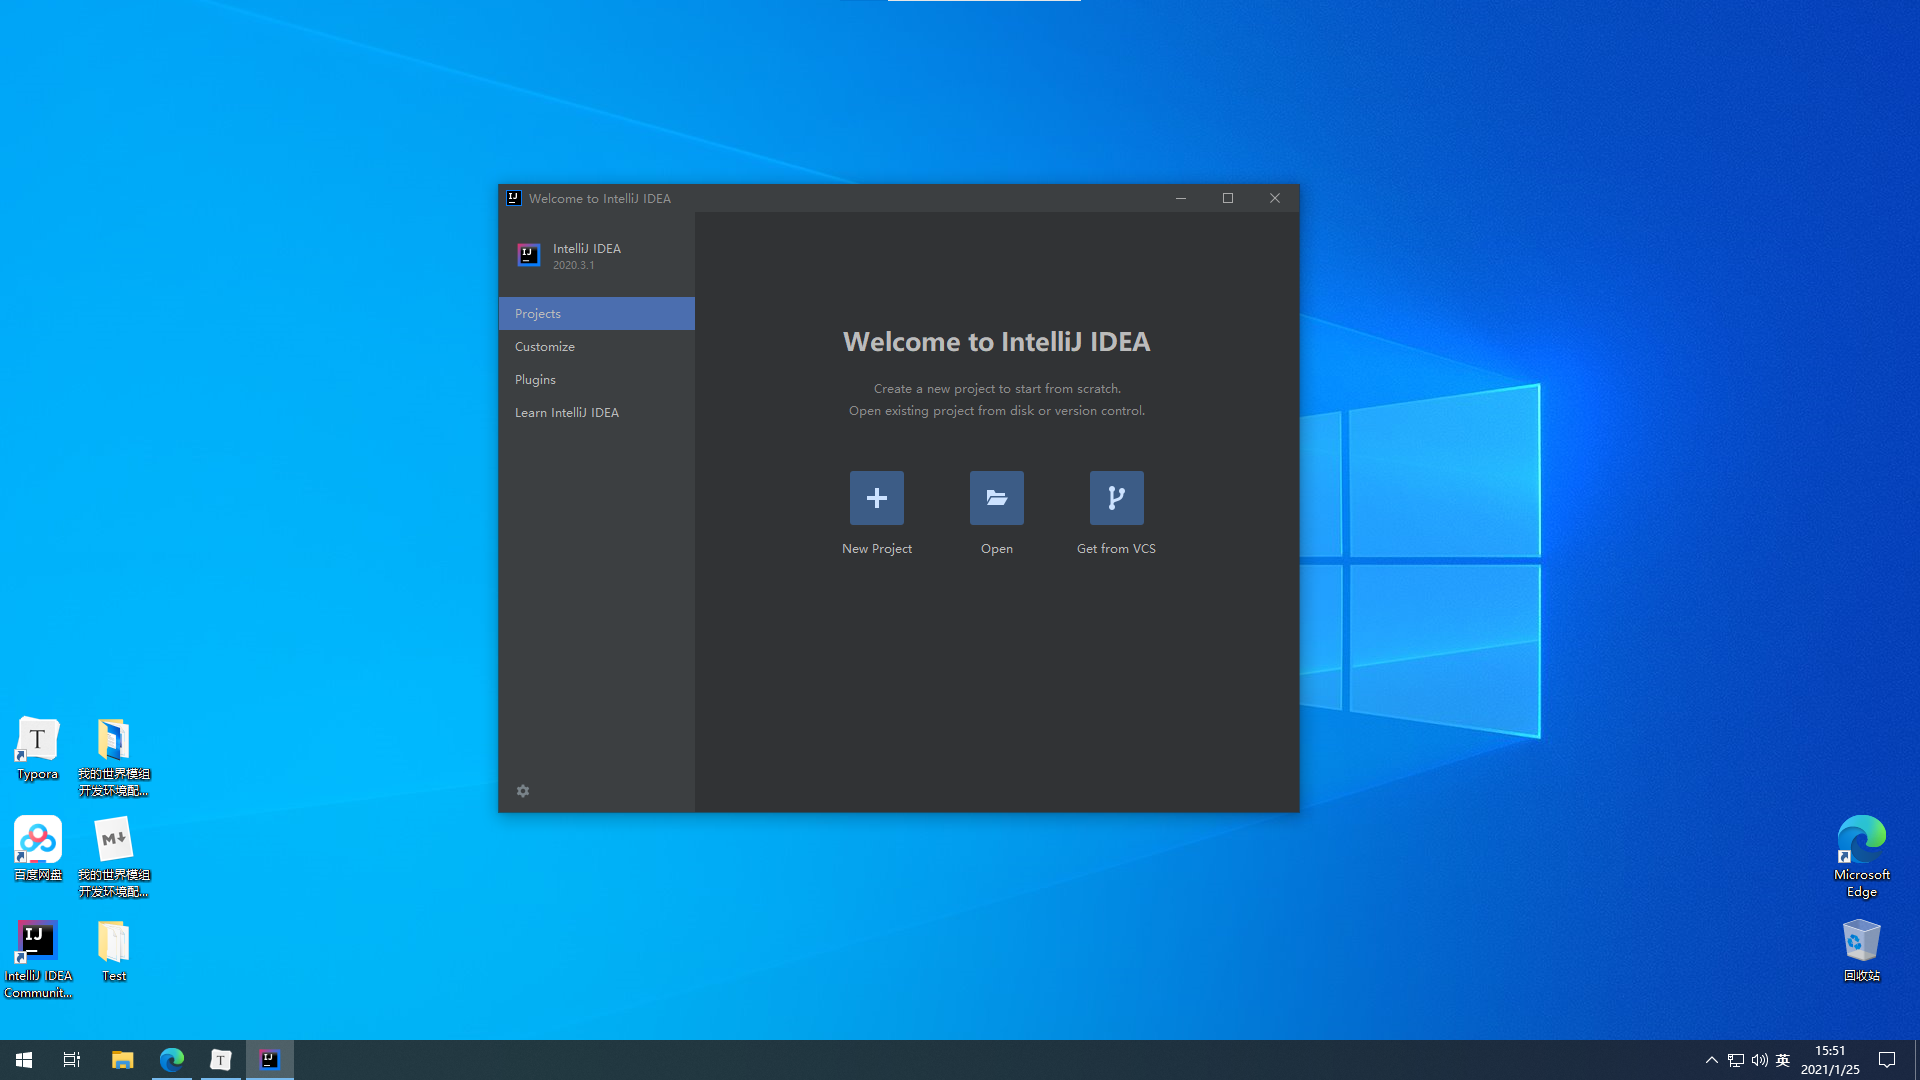 Welcome to IntelliJ IDEA
IntelliJ IDEA
2020.3.1
Projects
Customize
Plugins
Learn IntelliJ IDEA
Welcome to IntelliJ IDEA
Create a new project to start from scratch.
Open existing project from disk or version control.
New Project
Open
Get from VCS
Typora
我的世界模组
开发环境配...
百度网盘
我的世界模组
开发环境配...
IntelliJ IDEA
Communit...
Test
Microsoft
Edge
回收站
英
15:51
2021/1/25